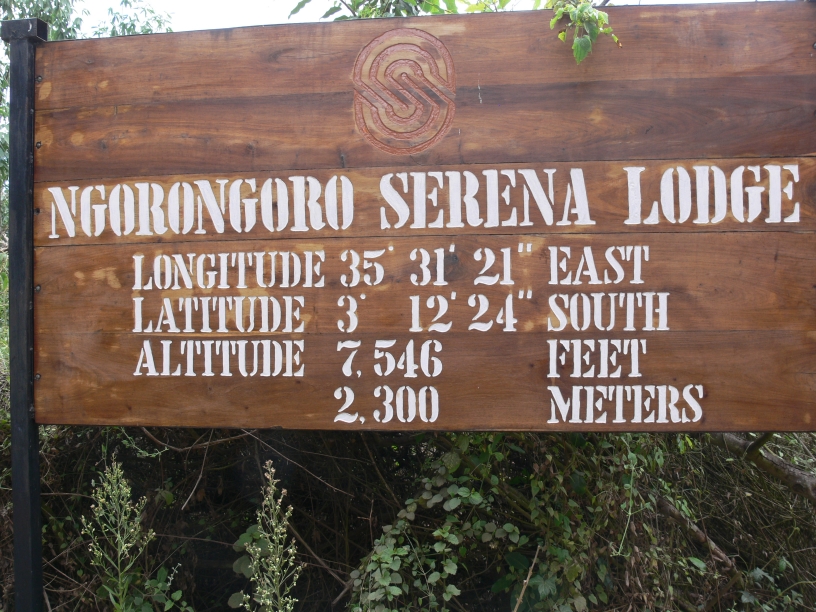 NGORONGORO SERENA LODGE
LONGITUDE 35° 31' 21" EAST
LATITUDE 3° 12' 24" SOUTH
ALTITUDE 7,546 FEET
2,300 METERS